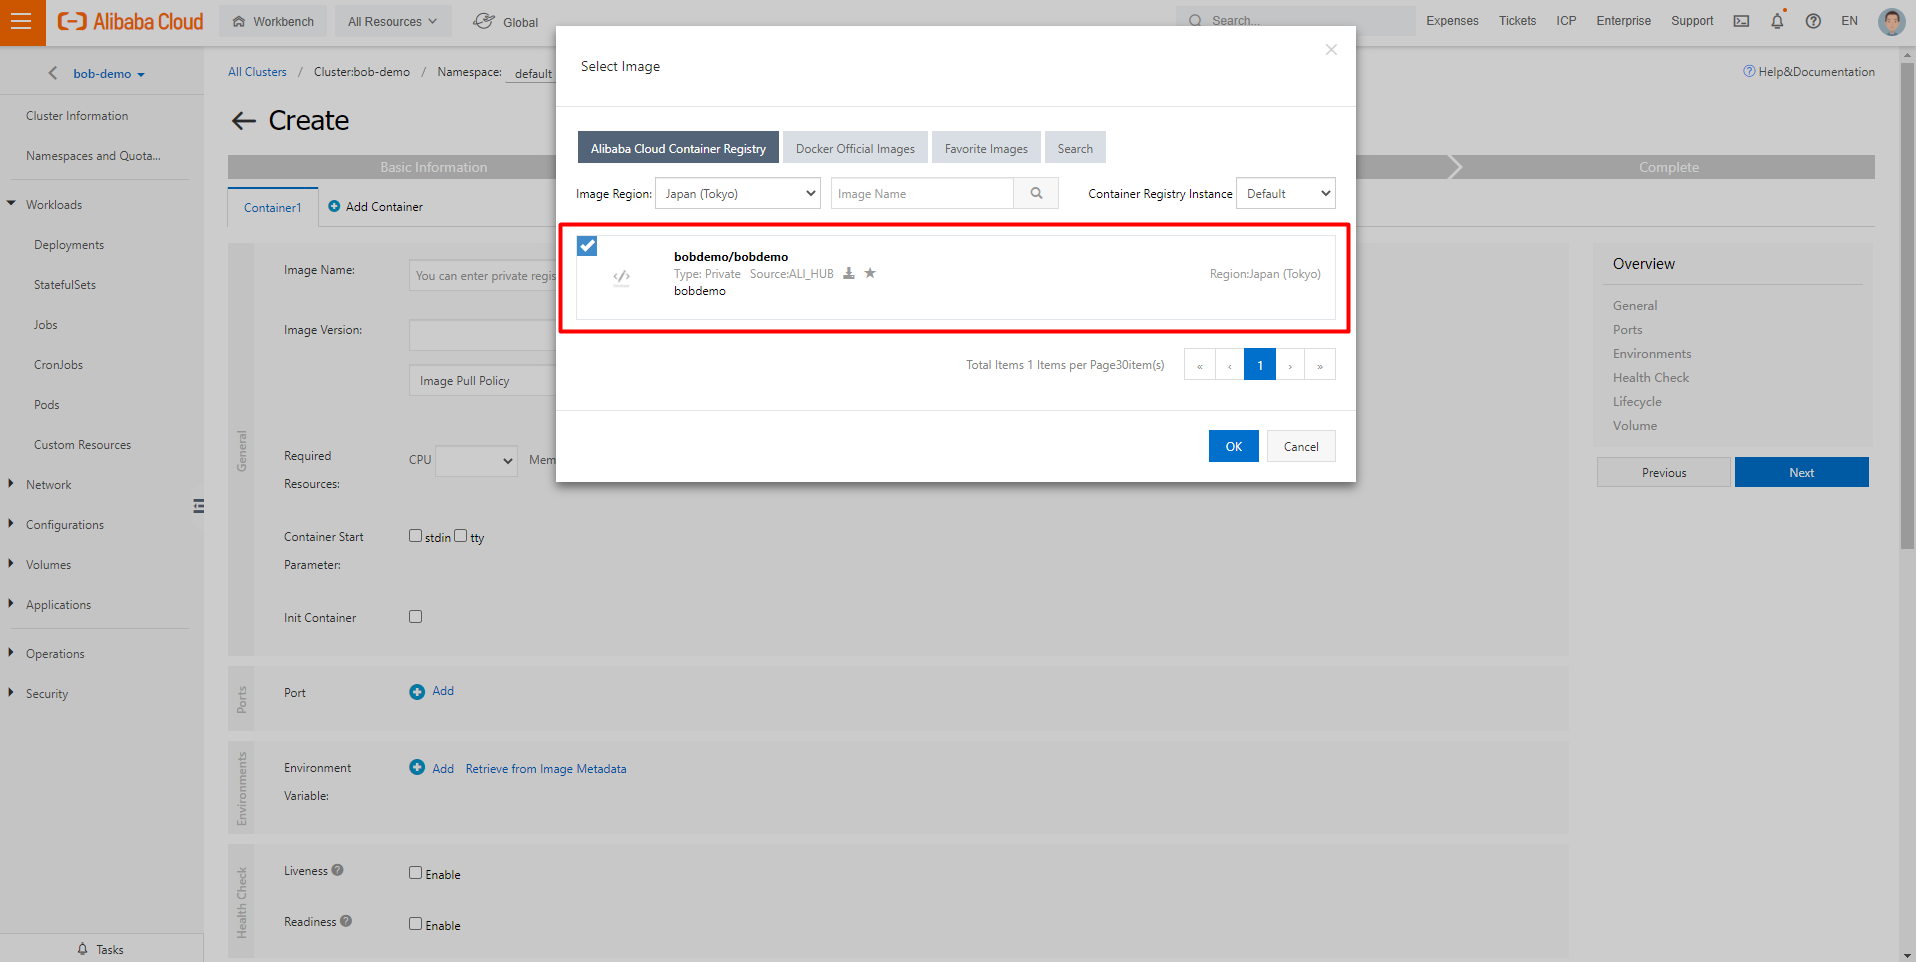 Alibaba Cloud
Workbench
All Resources
Global
Search...
Expenses
Tickets
ICP
Enterprise
Support
EN
bob-demo
All Clusters / Cluster:bob-demo / Namespace: default
Help&Documentation
Cluster Information
Namespaces and Quota...
Workloads
Deployments
StatefulSets
Jobs
CronJobs
Pods
Custom Resources
Network
Configurations
Volumes
Applications
Operations
Security
Tasks
Create
Basic Information
Complete
Container1
Add Container
General
Image Name:
You can enter private regis
Image Version:
Image Pull Policy
Required
Resources:
CPU
Mem
Container Start
Parameter:
stdin
tty
Init Container
Ports
Port
Add
Environments
Environment
Variable:
Add
Retrieve from Image Metadata
Health Check
Liveness
Enable
Readiness
Enable
Select Image
Alibaba Cloud Container Registry
Docker Official Images
Favorite Images
Search
Image Region:
Japan (Tokyo)
Image Name
Container Registry Instance
Default
bobdemo/bobdemo
Type: Private Source:ALI_HUB
bobdemo
Region:Japan (Tokyo)
Total Items 1 Items per Page30item(s)
« ‹ 1 › »
OK
Cancel
Overview
General
Ports
Environments
Health Check
Lifecycle
Volume
Previous
Next